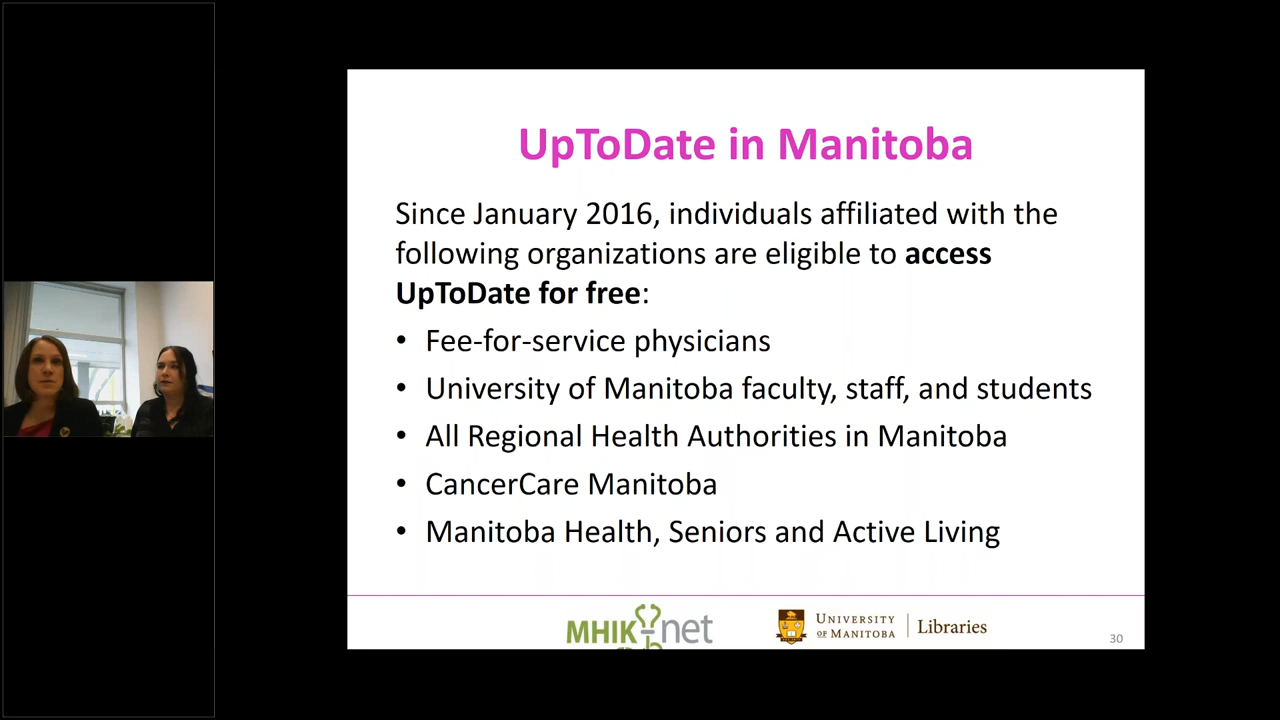 UpToDate in Manitoba
Since January 2016, individuals affiliated with the
following organizations are eligible to access
UpToDate for free:
• Fee-for-service physicians
• University of Manitoba faculty, staff, and students
• All Regional Health Authorities in Manitoba
• CancerCare Manitoba
• Manitoba Health, Seniors and Active Living
MHIKnet
UNIVERSITY
OF MANITOBA
Libraries
30